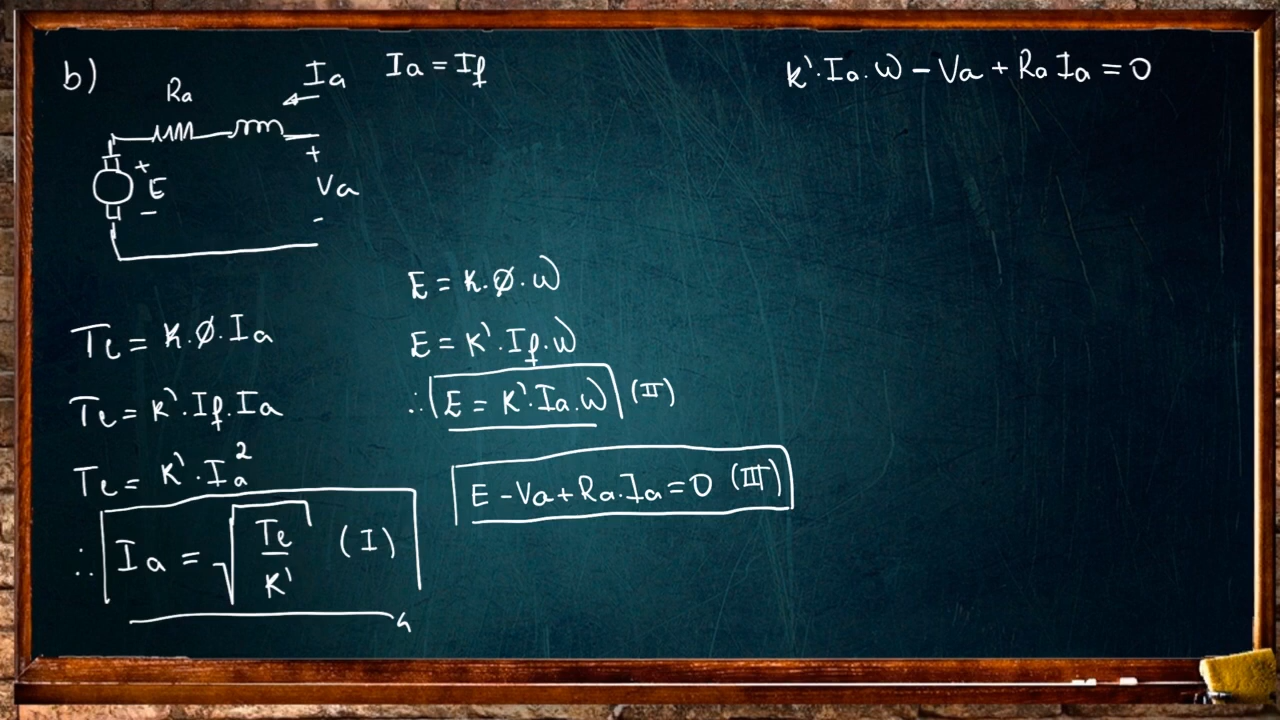 b)
Ia = If
k'.Ia.ω - Va + Ra Ia = 0
Ra
Ia
+
E
-
+
Va
-
Te = K.Ø.Ia
Te = K'.If.Ia
Te = K'.Ia²
∴ Ia = √(Te/K') (I)
E = K.Ø.ω
E = K'.If.ω
∴ E = K'.Ia.ω (II)
E - Va + Ra.Ia = 0 (III)